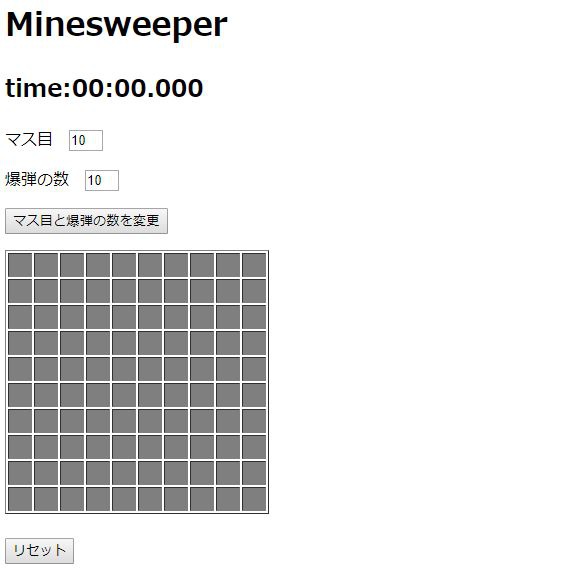 Minesweeper
time:00:00.000
マス目 10
爆弾の数 10
マス目と爆弾の数を変更
リセット